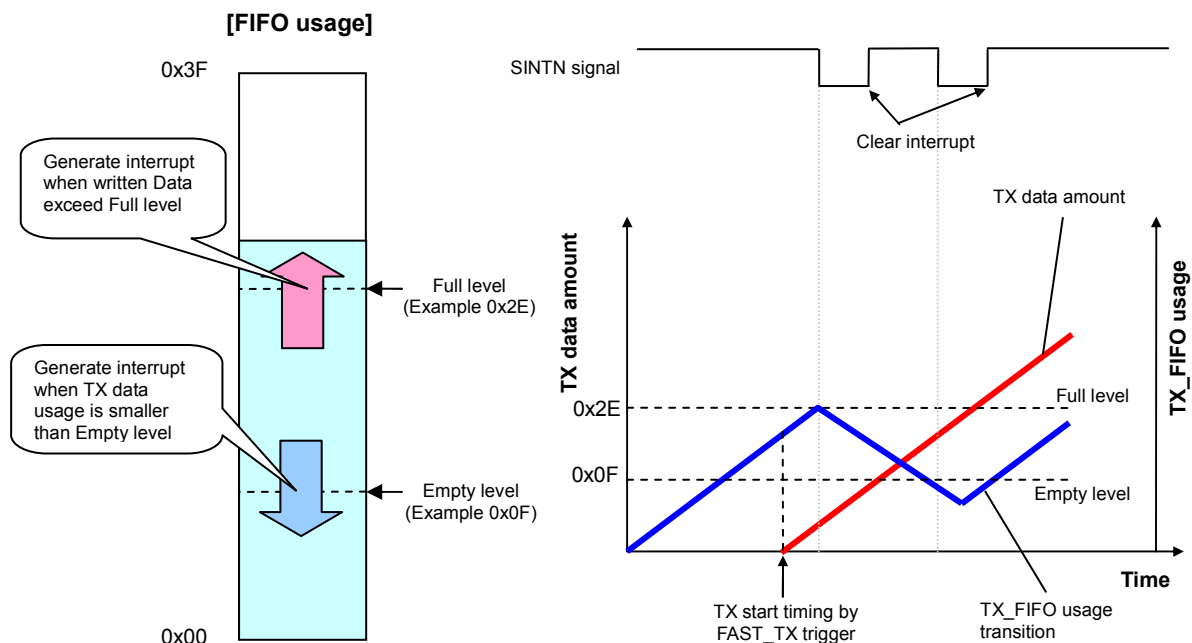 [FIFO usage]
0x3F
Generate interrupt
when written Data
exceed Full level
Full level
(Example 0x2E)
Generate interrupt
when TX data
usage is smaller
than Empty level
Empty level
(Example 0x0F)
0x00
SINTN signal
Clear interrupt
TX data amount
TX data amount
TX_FIFO usage
0x2E
Full level
0x0F
Empty level
Time
TX start timing by
FAST_TX trigger
TX_FIFO usage
transition